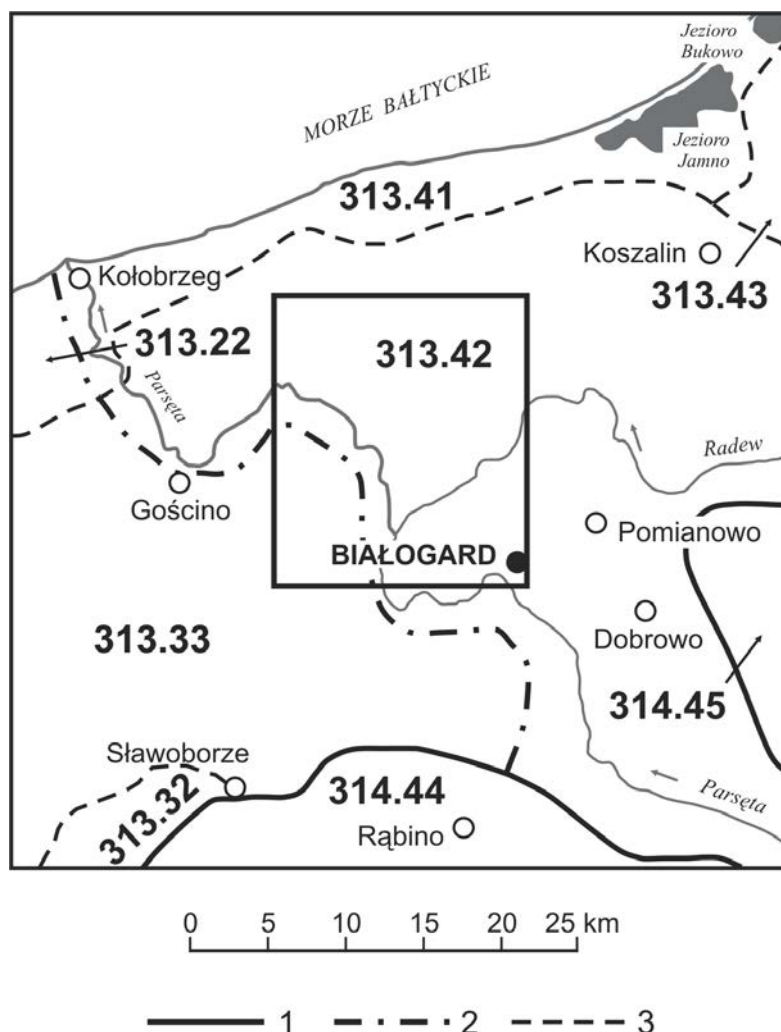 Jezioro
Bukowo
MORZE BAŁTYCKIE
Jezioro
Jamno
313.41
Koszalin
Kołobrzeg
313.43
313.22
313.42
Parsęta
Radew
Gościno
Pomianowo
BIAŁOGARD
Dobrowo
313.33
314.45
Sławoborze
314.44
Parsęta
313.32
Rąbino
0 5 10 15 20 25 km
1 2 3